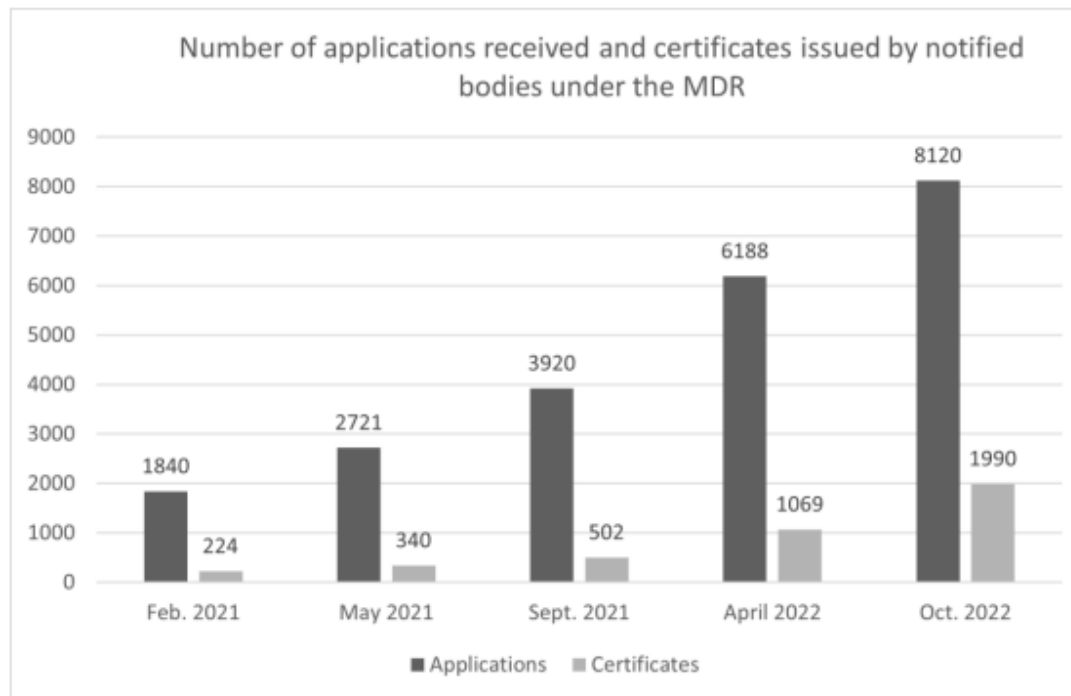 Number of applications received and certificates issued by notified
bodies under the MDR
9000
8000
7000
6000
5000
4000
3000
2000
1000
0
1840
224
2721
340
3920
502
6188
1069
8120
1990
Feb. 2021
May 2021
Sept. 2021
April 2022
Oct. 2022
Applications
Certificates